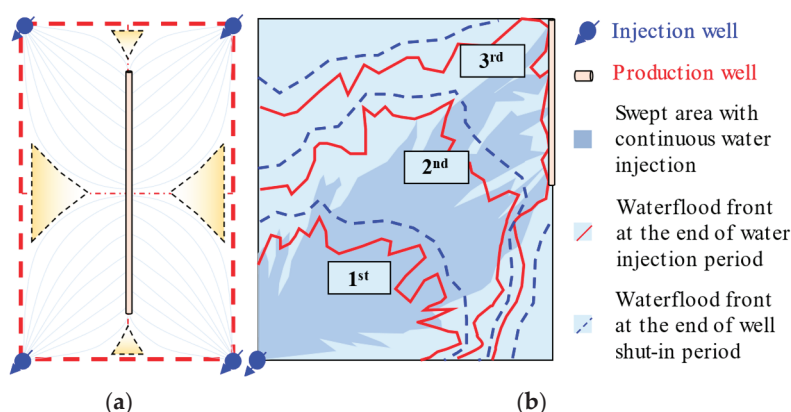 3rd
2nd
1st
(a)
(b)
Injection well
Production well
Swept area with
continuous water
injection
Waterflood front
at the end of water
injection period
Waterflood front
at the end of well
shut-in period